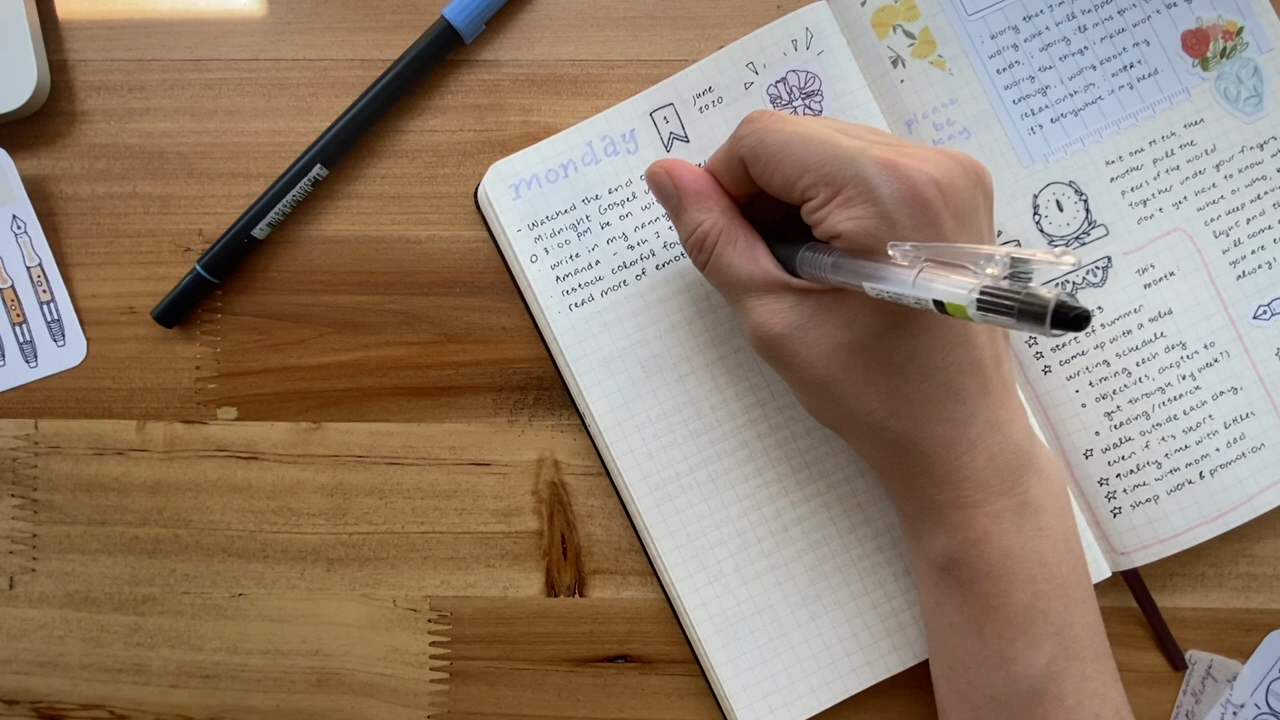 monday
1
june
2020
- Watched the end o
Midnight Gospel
○ 3:00 PM be on
· write in my nanny
Amanda
· restock colorful fou
· read more of emot
i worry that i'm
worry what will happen
ends, i worry i'll miss this
worry the things i make won't be g
enough, i worry about my
relationships, i WORRY.
it's everywhere in my head.
please
be
knit one stitch, then
another pull the
pieces of the world
together under your fingers
don't get have to know w
where or who,
can keep
light and
will come
you are
always!
this
month:
☆ start of summer
☆ come up with a solid
writing schedule
• timing each day
○ objectives, chapters to
get through (by week?)
○ reading/research
☆ walk outside each day,
even if it's short
☆ quality time with littles
☆ time with mom + dad
☆ shop work & promotion